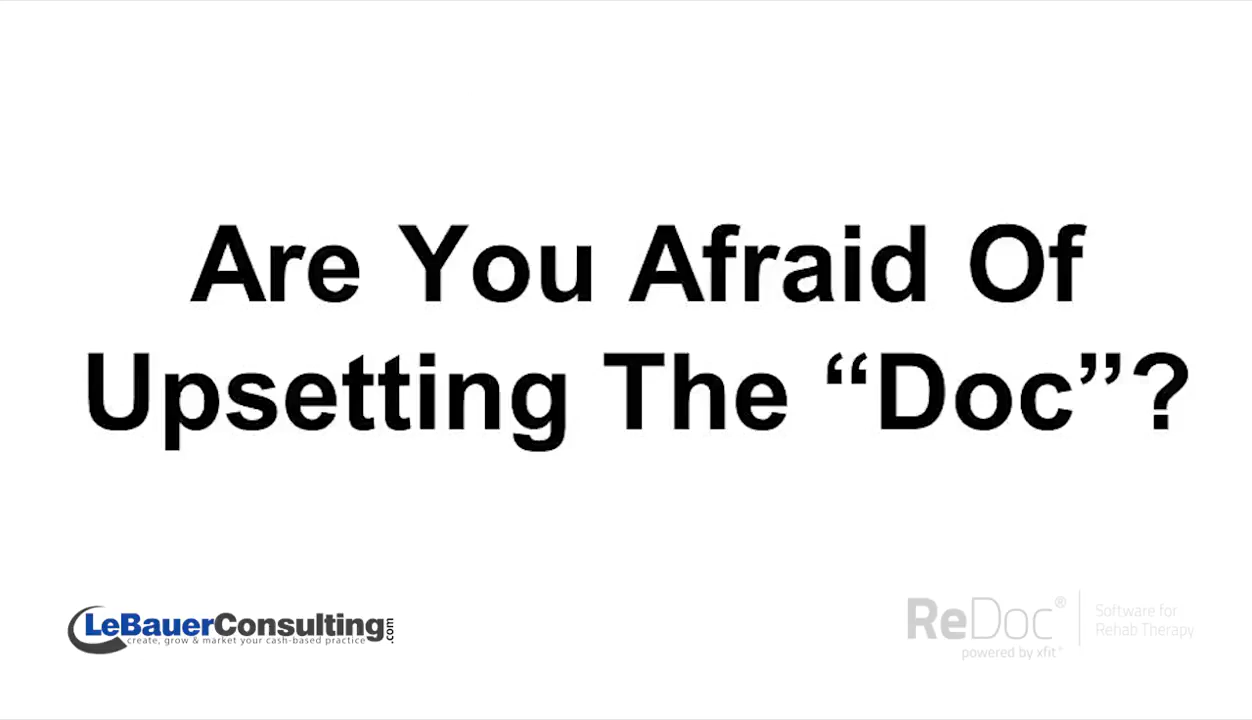 Are You Afraid Of
Upsetting The “Doc”?
LeBauerConsulting.com
create, grow & market your cash-based practice
ReDoc®
powered by xfit™
Software for
Rehab Therapy